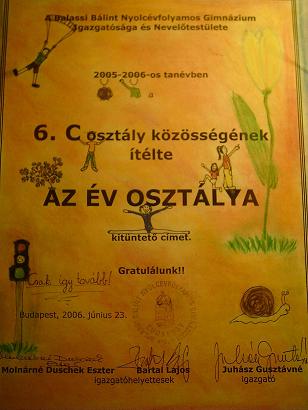 A Balassi Bálint Nyolcévfolyamos Gimnázium
Igazgatósága és Nevelőtestülete
2005-2006-os tanévben
a
6. C osztály közösségének
ítélte
AZ ÉV OSZTÁLYA
kitüntető címet.
Gratulálunk!!
Csak így tovább!
Budapest, 2006. június 23.
Molnárné Duschek Eszter Bartal Lajos Juhász Gusztávné
igazgatóhelyettesek igazgató